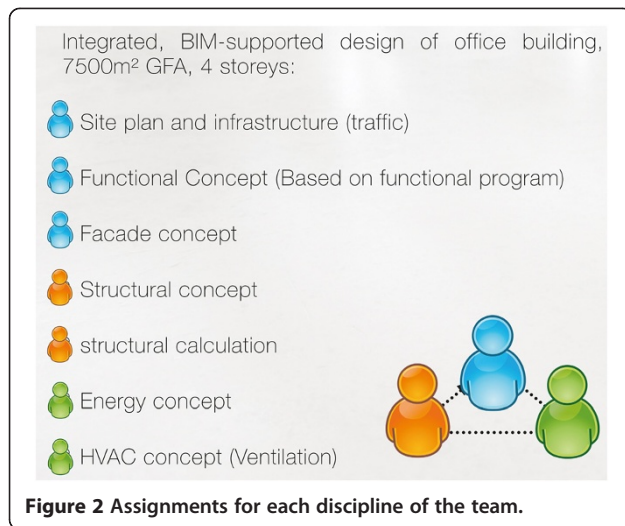 Integrated, BIM-supported design of office building,
7500m² GFA, 4 storeys:
Site plan and infrastructure (traffic)
Functional Concept (Based on functional program)
Facade concept
Structural concept
structural calculation
Energy concept
HVAC concept (Ventilation)
Figure 2 Assignments for each discipline of the team.